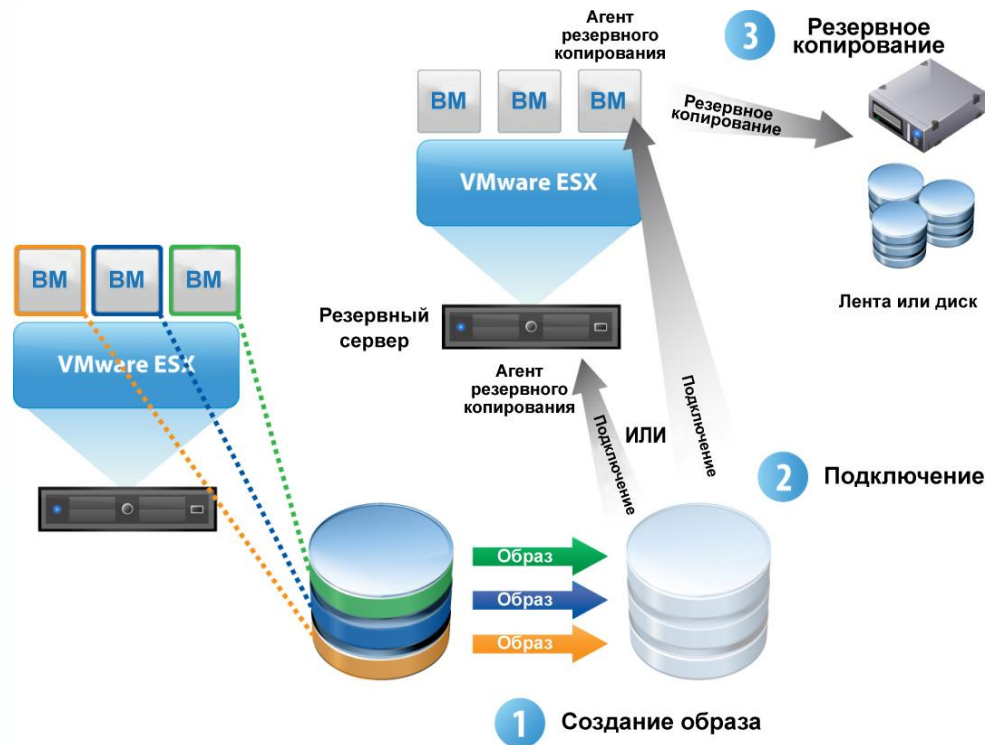 Агент
резервного
копирования
3
Резервное
копирование
ВМ
ВМ
ВМ
Резервное
копирование
VMware ESX
Лента или диск
ВМ
ВМ
ВМ
VMware ESX
Резервный
сервер
Агент
резервного
копирования
Подключение
ИЛИ
Подключение
2
Подключение
Образ
Образ
Образ
1
Создание образа